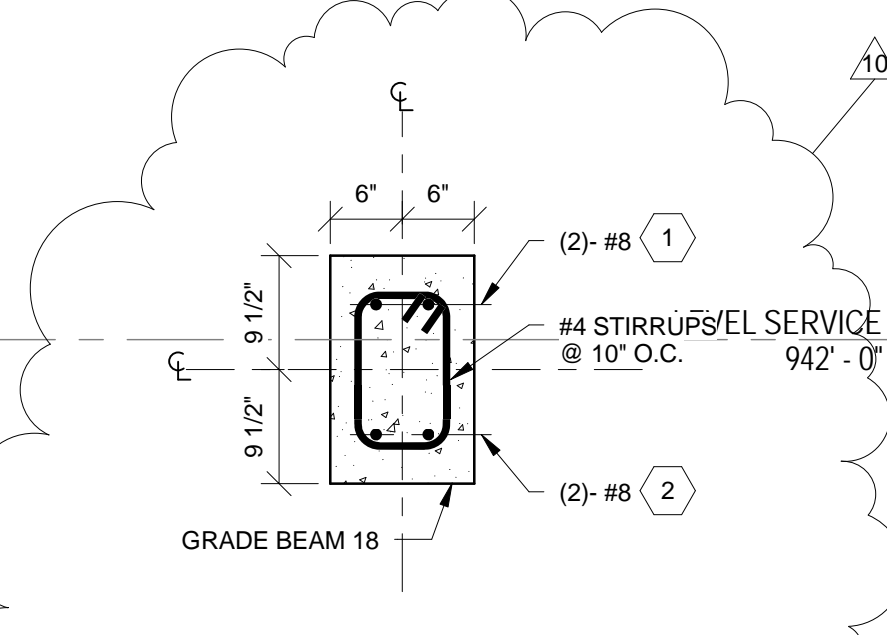 10
℄
6" 6"
(2)- #8 1
9 1/2"
#4 STIRRUPS
@ 10" O.C.
SERVICE
942' - 0"
℄
9 1/2"
(2)- #8 2
GRADE BEAM 18